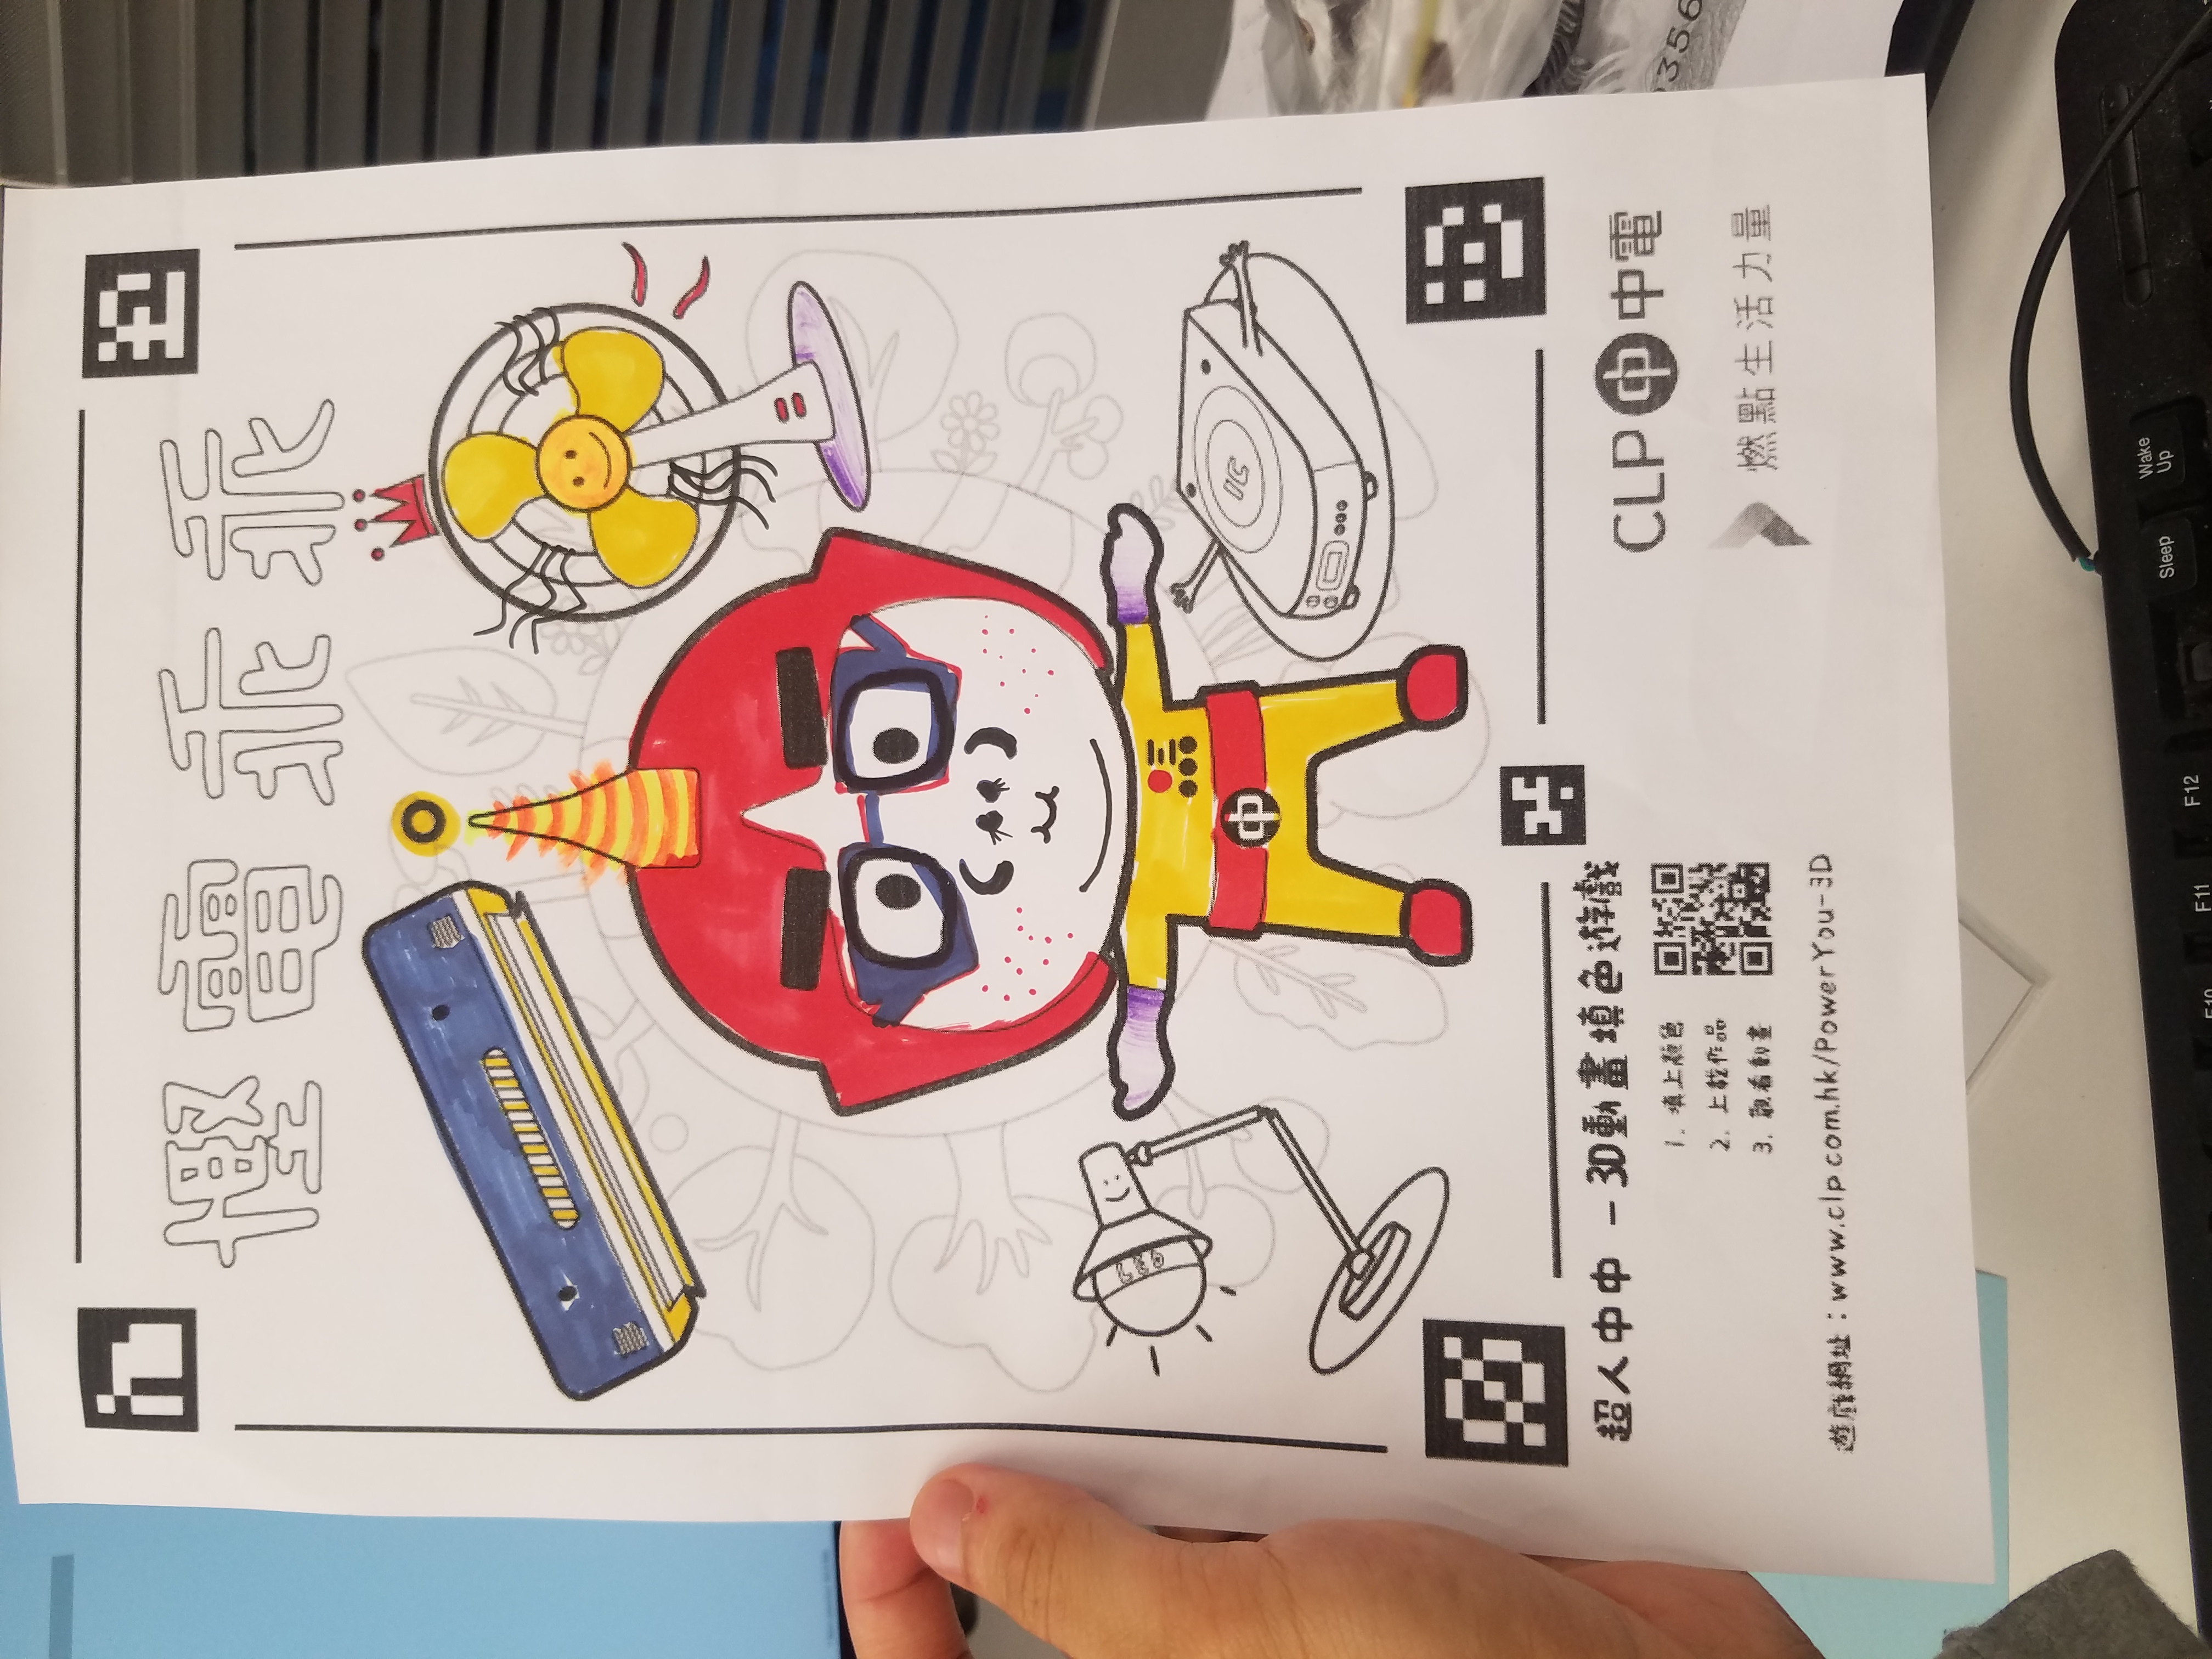 慳電乖乖
LED
IC
中
超人中中 – 3D動畫填色遊戲
1. 填上顏色
2. 上載作品
3. 觀看動畫
遊戲網址：www.clp.com.hk/PowerYou-3D
CLP 中 中電
燃點生活力量
356
Sleep
Wake Up
F10
F11
F12